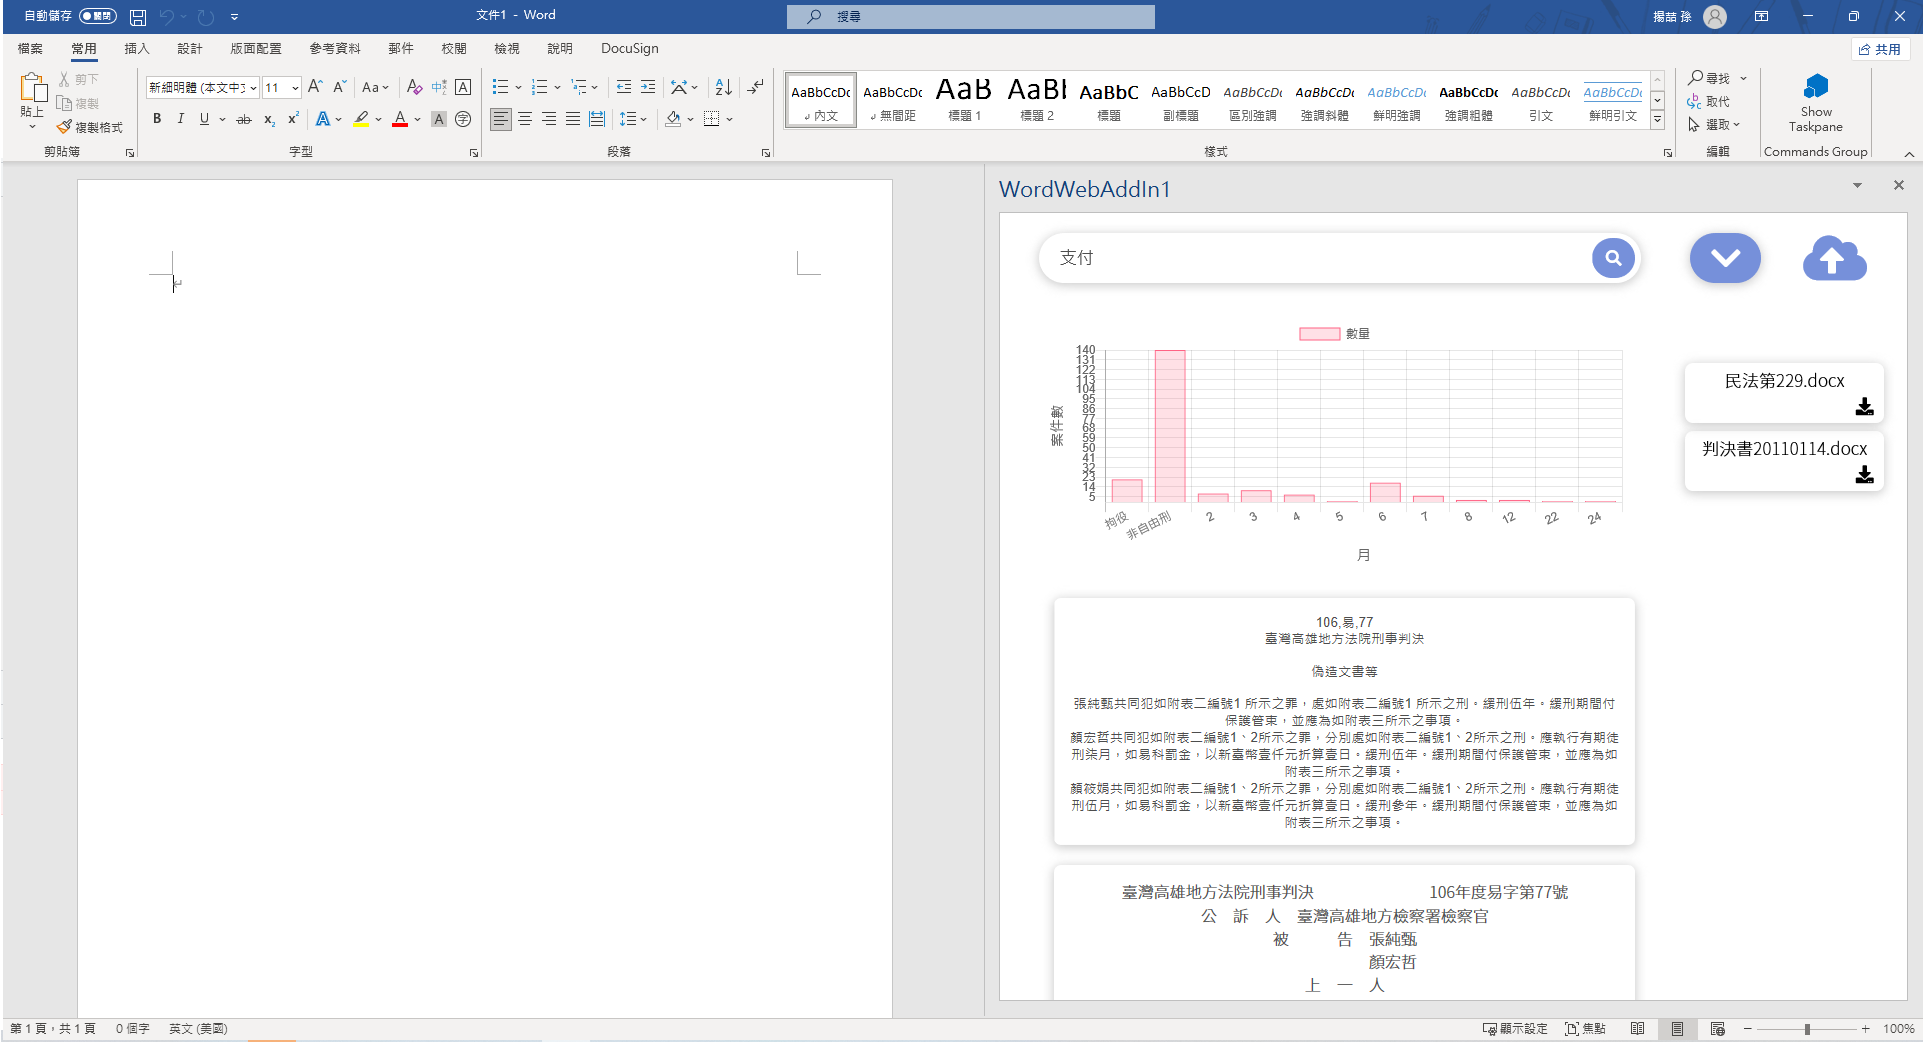 自動儲存 關閉
文件1 - Word
搜尋
揚喆 孫
檔案 常用 插入 設計 版面配置 參考資料 郵件 校閱 檢視 說明 DocuSign
共用
貼上
剪下
複製
複製格式
剪貼簿
新細明體 (本文中文 11
字型
段落
AaBbCcDc AaBbCcDc AaB AaBl AaBbC AaBbCcD AaBbCcDc AaBbCcDc AaBbCcDc AaBbCcDc AaBbCcDc AaBbCcDc
內文 無間距 標題 1 標題 2 標題 副標題 區別強調 強調斜體 鮮明強調 強調粗體 引文 鮮明引文
樣式
尋找
取代
選取
編輯
Show
Taskpane
Commands Group
WordWebAddIn1
支付
數量
案件數
140
131
122
113
104
95
86
77
68
59
50
41
32
23
14
5
拘役 非自由刑 2 3 4 5 6 7 8 12 22 24
月
民法第229.docx
判決書20110114.docx
106,易,77
臺灣高雄地方法院刑事判決
偽造文書等
張純甄共同犯如附表二編號1 所示之罪，處如附表二編號1 所示之刑。緩刑伍年。緩刑期間付
保護管束，並應為如附表三所示之事項。
顏宏哲共同犯如附表二編號1、2所示之罪，分別處如附表二編號1、2所示之刑。應執行有期徒
刑柒月，如易科罰金，以新臺幣壹仟元折算壹日。緩刑伍年。緩刑期間付保護管束，並應為如
附表三所示之事項。
顏筱娟共同犯如附表二編號1、2所示之罪，分別處如附表二編號1、2所示之刑。應執行有期徒
刑伍月，如易科罰金，以新臺幣壹仟元折算壹日。緩刑參年。緩刑期間付保護管束，並應為如
附表三所示之事項。
臺灣高雄地方法院刑事判決 106年度易字第77號
公 訴 人 臺灣高雄地方檢察署檢察官
被 告 張純甄
顏宏哲
上 一 人
第 1 頁，共 1 頁 0 個字 英文 (美國)
顯示設定 焦點 100%